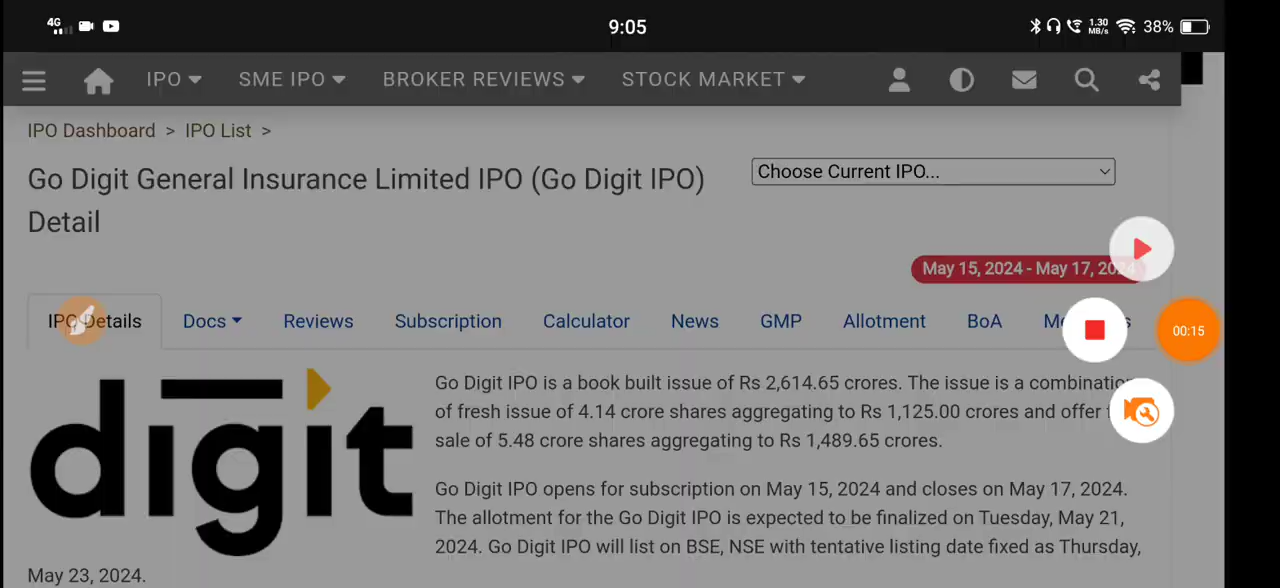 4G 9:05 1.30 MB/s 38%
IPO SME IPO BROKER REVIEWS STOCK MARKET
IPO Dashboard > IPO List >
Go Digit General Insurance Limited IPO (Go Digit IPO)
Detail
Choose Current IPO...
May 15, 2024 - May 17, 2024
IPO Details Docs Reviews Subscription Calculator News GMP Allotment BoA
00:15
digit
Go Digit IPO is a book built issue of Rs 2,614.65 crores. The issue is a combination
of fresh issue of 4.14 crore shares aggregating to Rs 1,125.00 crores and offer
sale of 5.48 crore shares aggregating to Rs 1,489.65 crores.
Go Digit IPO opens for subscription on May 15, 2024 and closes on May 17, 2024.
The allotment for the Go Digit IPO is expected to be finalized on Tuesday, May 21,
2024. Go Digit IPO will list on BSE, NSE with tentative listing date fixed as Thursday,
May 23, 2024.